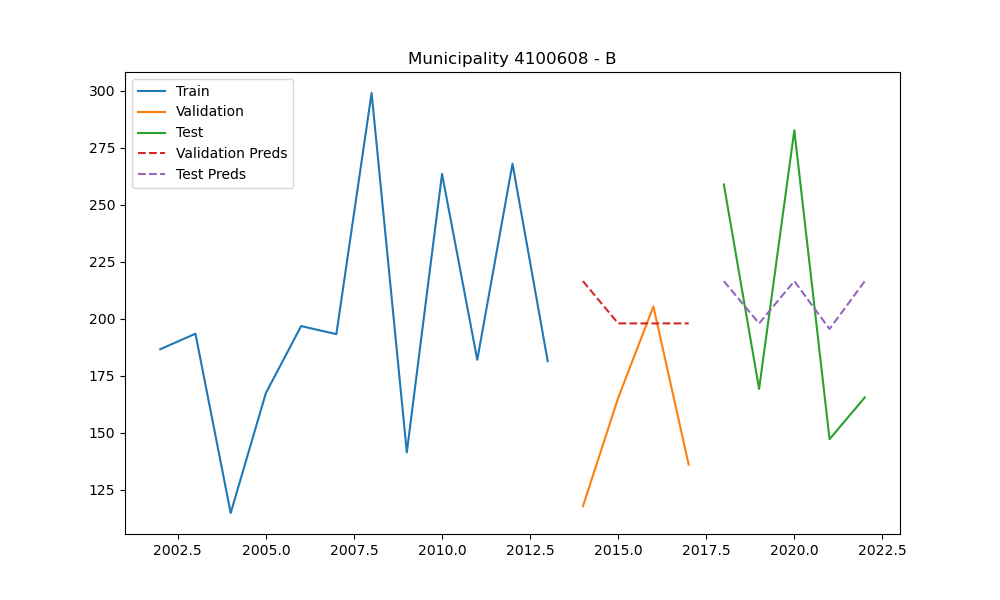 Municipality 4100608 - B
Train
Validation
Test
Validation Preds
Test Preds
300
275
250
225
200
175
150
125
2002.5 2005.0 2007.5 2010.0 2012.5 2015.0 2017.5 2020.0 2022.5